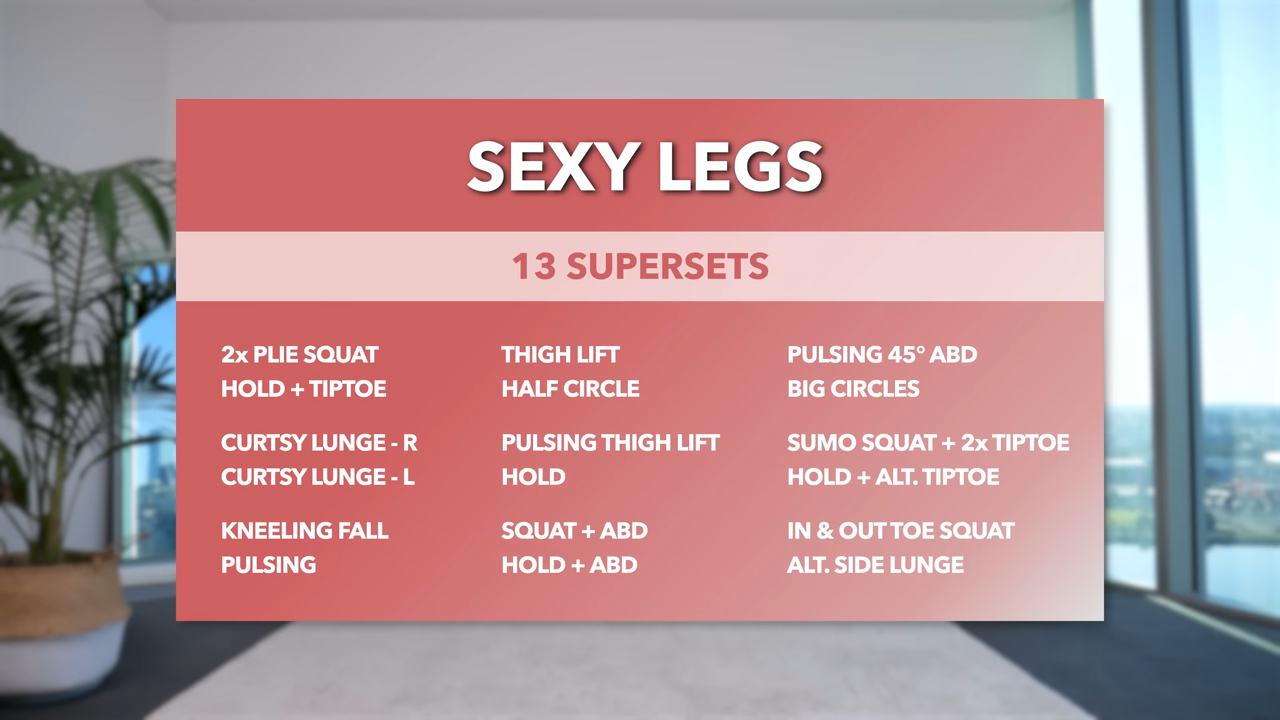 SEXY LEGS
13 SUPERSETS
2x PLIE SQUAT
HOLD + TIPTOE
CURTSY LUNGE - R
CURTSY LUNGE - L
KNEELING FALL
PULSING
THIGH LIFT
HALF CIRCLE
PULSING THIGH LIFT
HOLD
SQUAT + ABD
HOLD + ABD
PULSING 45° ABD
BIG CIRCLES
SUMO SQUAT + 2x TIPTOE
HOLD + ALT. TIPTOE
IN & OUT TOE SQUAT
ALT. SIDE LUNGE